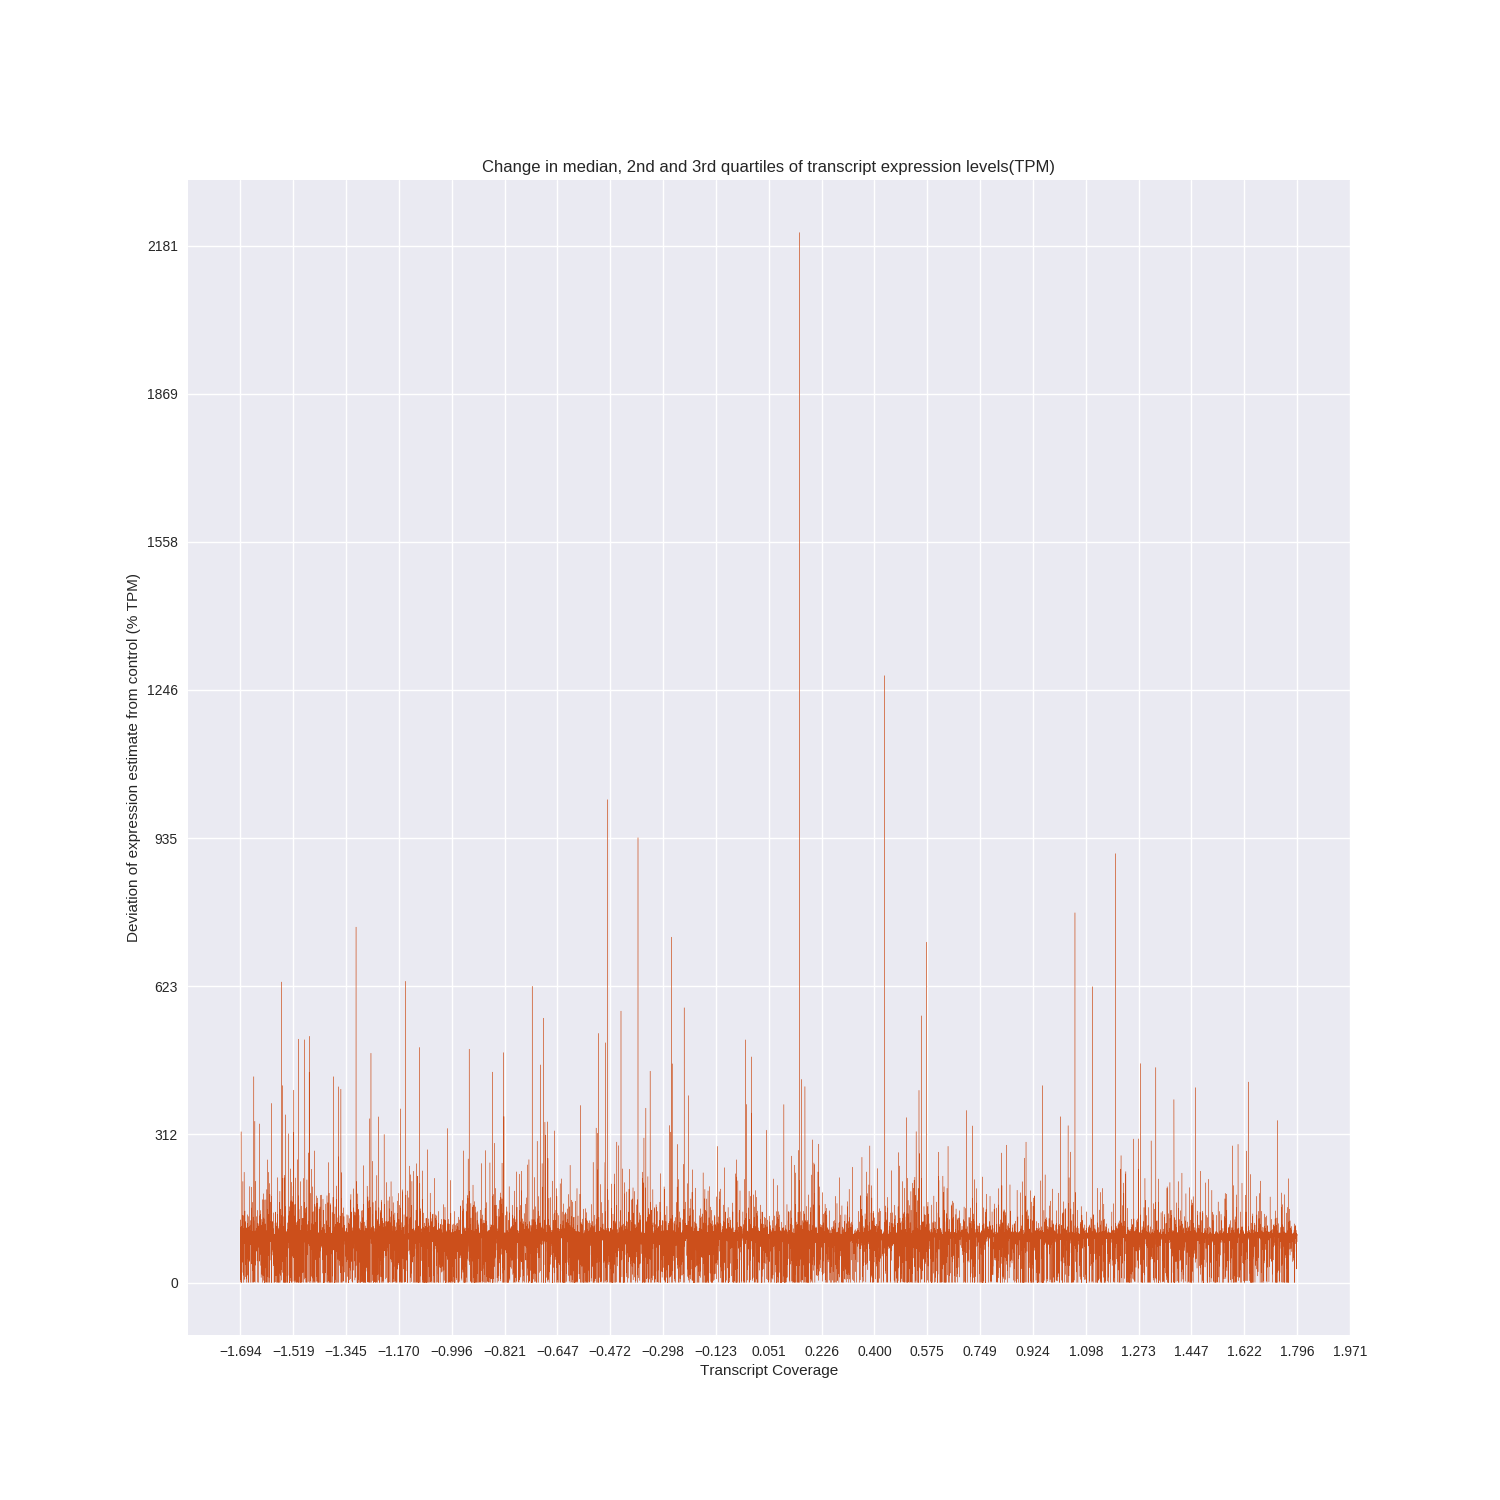 Change in median, 2nd and 3rd quartiles of transcript expression levels(TPM)
2181
1869
1558
1246
935
623
312
0
Deviation of expression estimate from control (% TPM)
−1.694 −1.519 −1.345 −1.170 −0.996 −0.821 −0.647 −0.472 −0.298 −0.123 0.051 0.226 0.400 0.575 0.749 0.924 1.098 1.273 1.447 1.622 1.796 1.971
Transcript Coverage